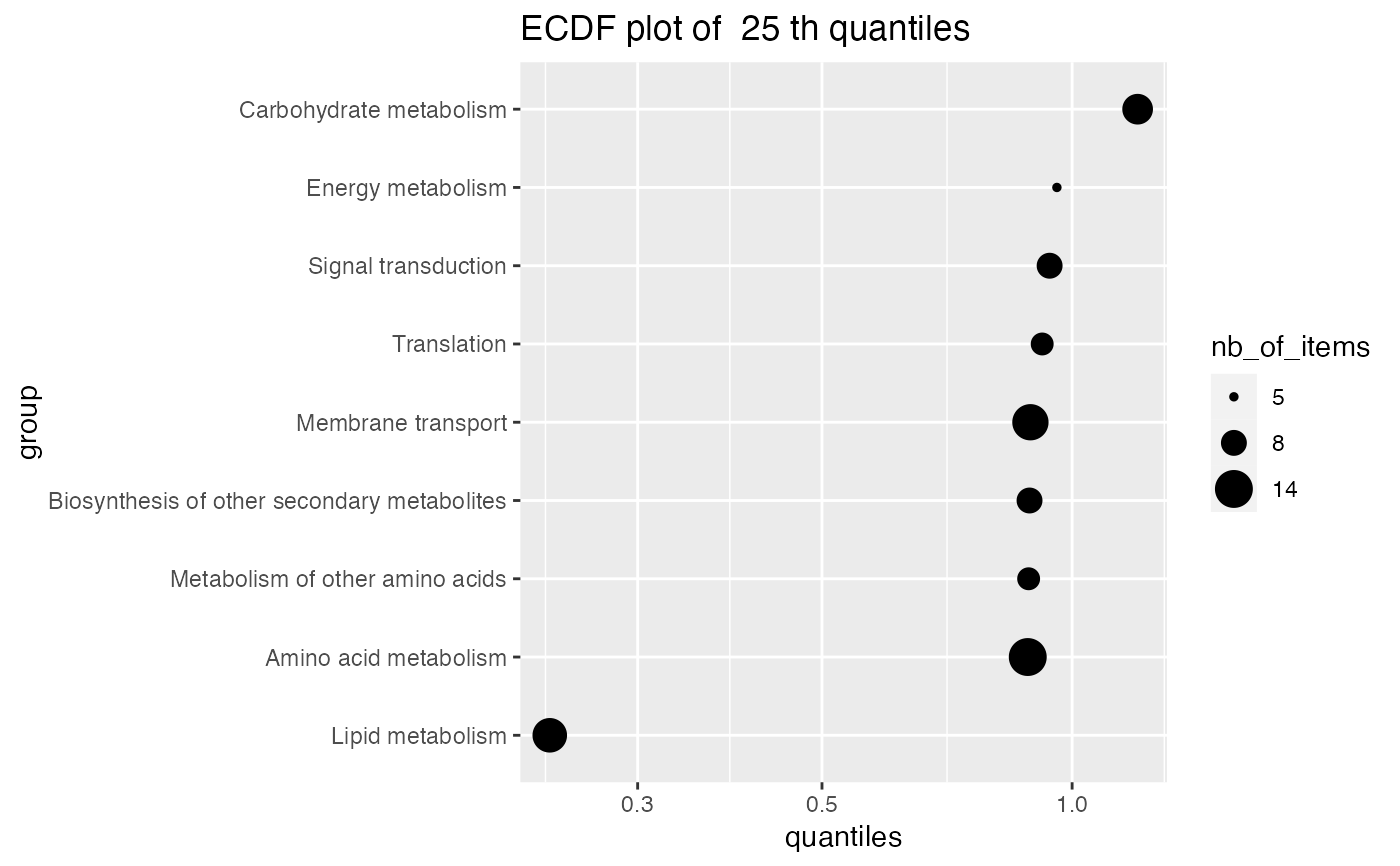 ECDF plot of  25 th quantiles
Carbohydrate metabolism
Energy metabolism
Signal transduction
Translation
Membrane transport
Biosynthesis of other secondary metabolites
Metabolism of other amino acids
Amino acid metabolism
Lipid metabolism
group
0.3
0.5
1.0
quantiles
nb_of_items
5
8
14